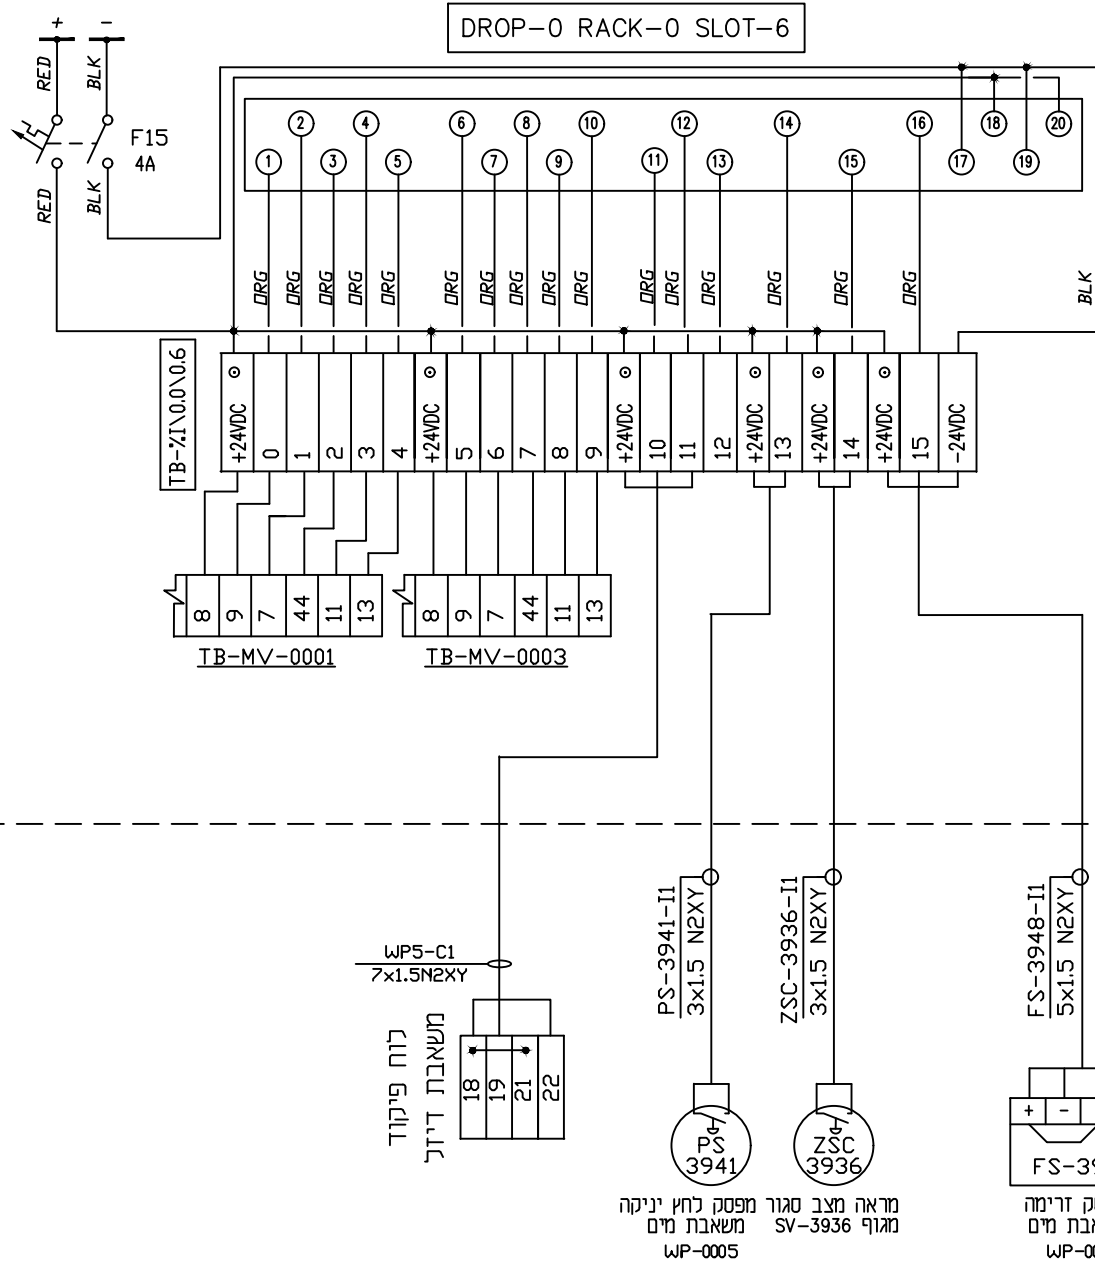 DROP-0 RACK-0 SLOT-6
+ -
RED BLK
F15
4A
RED BLK
2 4 6 8 10 12 14 16 18 20
1 3 5 7 9 11 13 15 17 19
ORG ORG ORG ORG ORG ORG ORG ORG ORG ORG ORG ORG ORG ORG ORG ORG BLK
TB-%I\0.0\0.6
+24VDC 0 1 2 3 4 +24VDC 5 6 7 8 9 +24VDC 10 11 12 +24VDC 13 +24VDC 14 +24VDC 15 -24VDC
8 9 7 44 11 13
TB-MV-0001
8 9 7 44 11 13
TB-MV-0003
WP5-C1
7x1.5N2XY
לוח פיקוד
משאבת דיזל
18 19 21 22
PS-3941-I1
3x1.5 N2XY
ZSC-3936-I1
3x1.5 N2XY
FS-3948-I1
5x1.5 N2XY
PS
3941
ZSC
3936
+ -
מפסק לחץ יניקה
משאבת מים
WP-0005
מראה מצב סגור
מגוף SV-3936
זרימה
מים